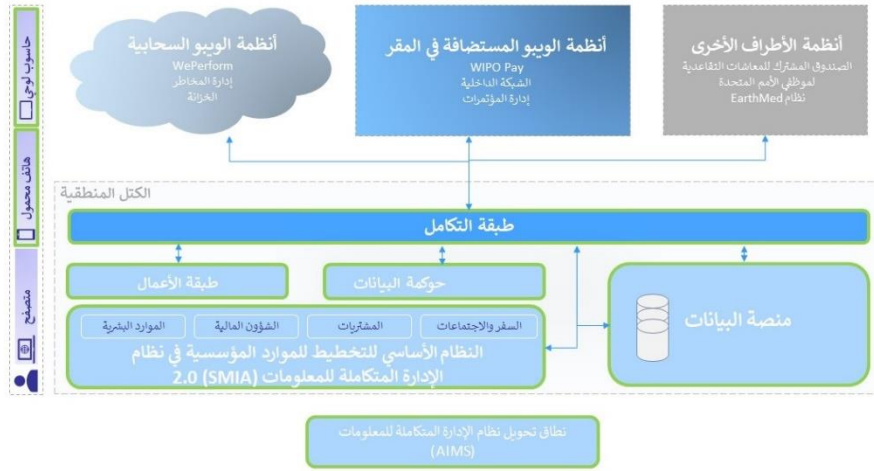 أنظمة الأطراف الأخرى
الصندوق المشترك للمعاشات التقاعدية
لموظفي الأمم المتحدة
نظام EarthMed
أنظمة الويبو المستضافة في المقر
WIPO Pay
الشبكة الداخلية
إدارة المؤتمرات
أنظمة الويبو السحابية
WePerform
إدارة المخاطر
الخزانة
حاسوب لوحي
هاتف محمول
متصفح
الكتل المنطقية
طبقة التكامل
منصة البيانات
حوكمة البيانات
طبقة الأعمال
السفر والاجتماعات
المشتريات
الشؤون المالية
الموارد البشرية
النظام الأساسي للتخطيط للموارد المؤسسية في نظام
الإدارة المتكاملة للمعلومات (SMIA) 2.0
نطاق تحويل نظام الإدارة المتكاملة للمعلومات
(AIMS)